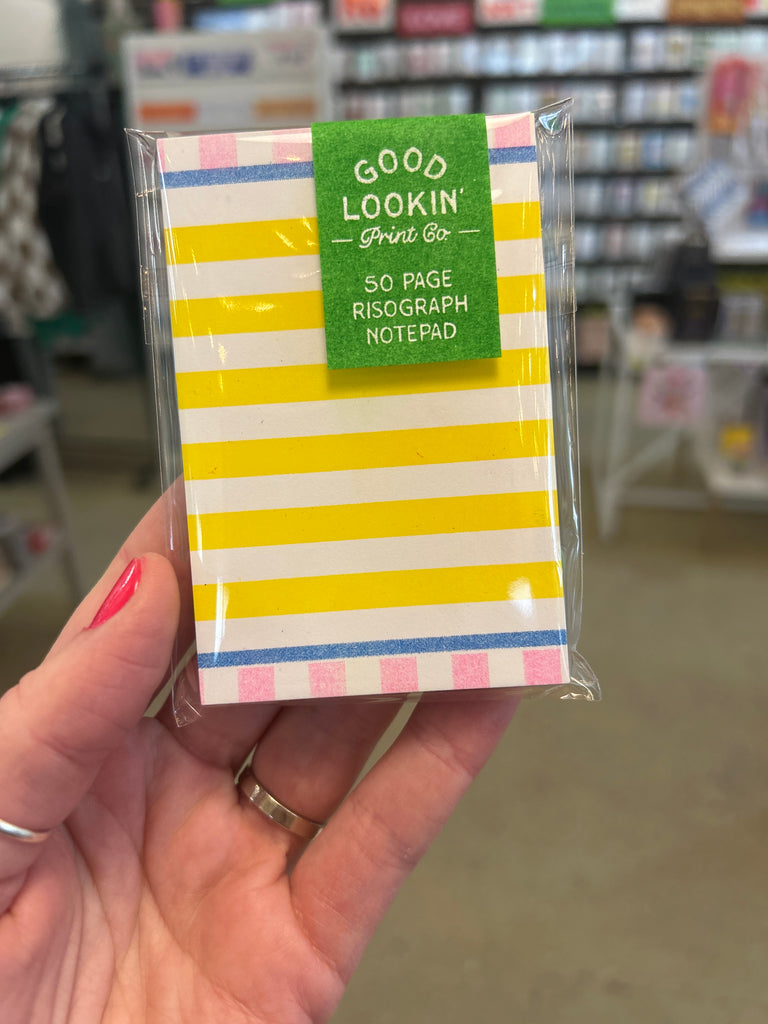 GOOD
LOOKIN'
— Print Co. —
50 PAGE
RISOGRAPH
NOTEPAD